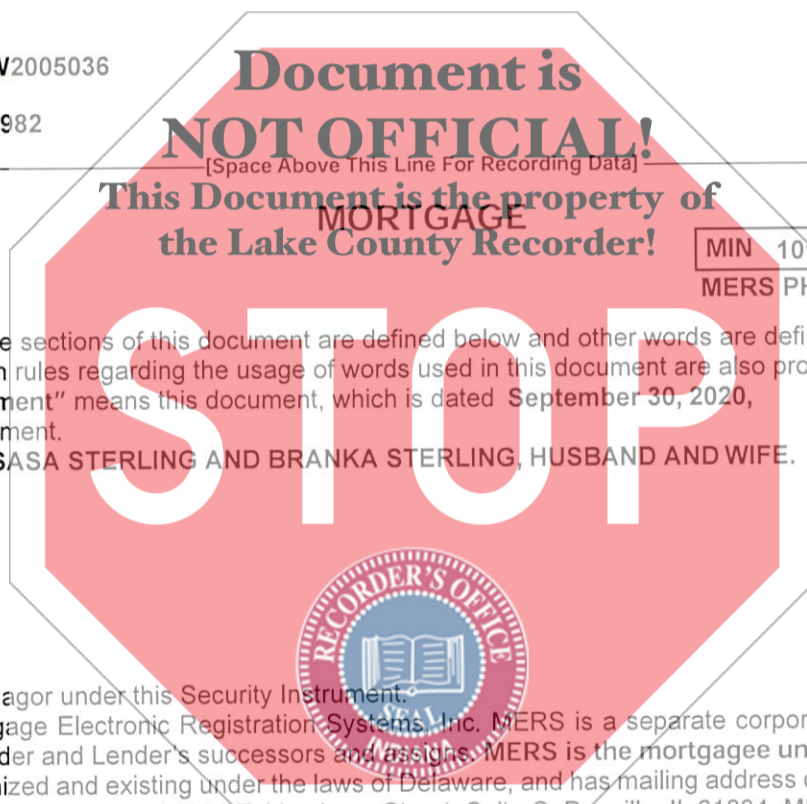 V2005036
Document is
982
NOT OFFICIAL!
[Space Above This Line For Recording Data]
This Document is the property of
MORTGAGE
the Lake County Recorder!
MIN 10
MERS PH
e sections of this document are defined below and other words are defi
n rules regarding the usage of words used in this document are also pro
ment" means this document, which is dated September 30, 2020,
ment.
SASA STERLING AND BRANKA STERLING, HUSBAND AND WIFE.
STOP
RECORDER'S OFFICE
agor under this Security Instrument.
SEAL
gage Electronic Registration Systems, Inc. MERS is a separate corpor
der and Lender's successors and assigns. MERS is the mortgagee un
nized and existing under the laws of Delaware, and has mailing address o